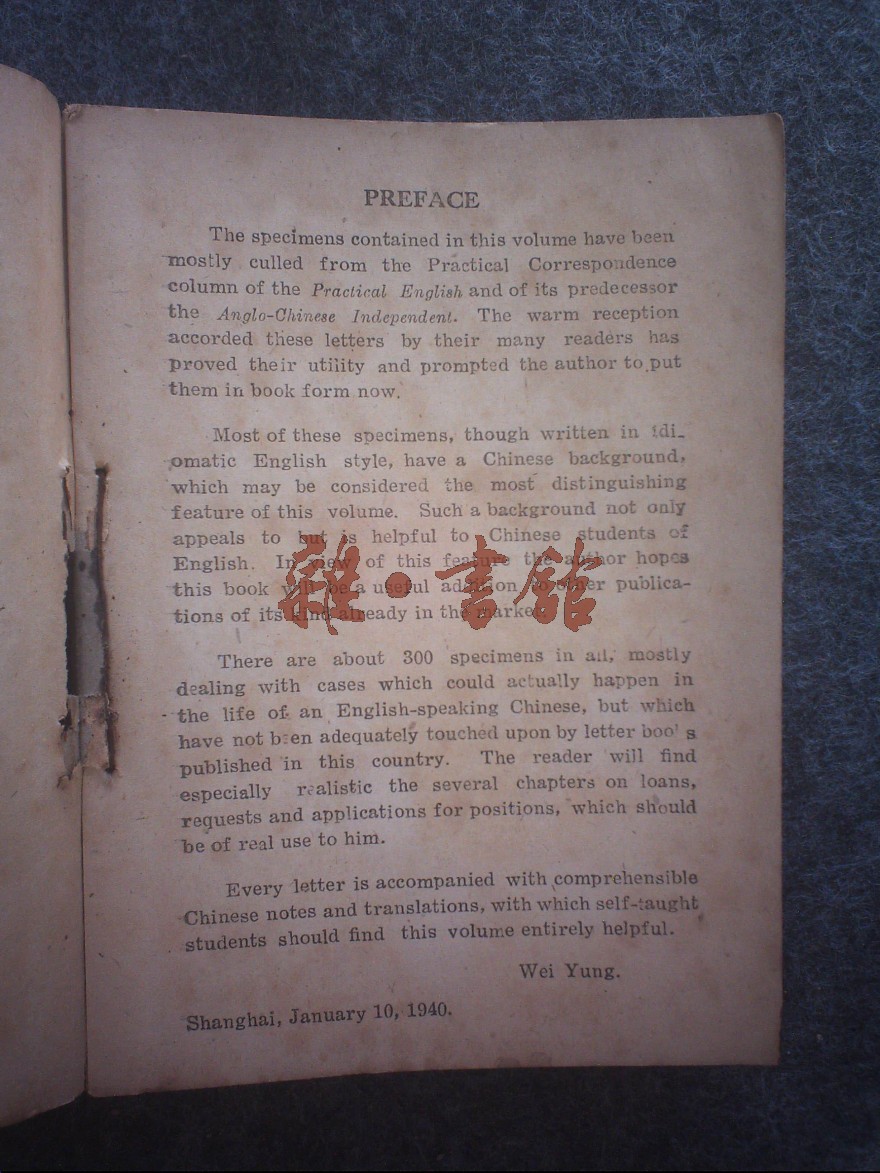 PREFACE
The specimens contained in this volume have been
mostly culled from the Practical Correspondence
column of the Practical English and of its predecessor
the Anglo-Chinese Independent. The warm reception
accorded these letters by their many readers has
proved their utility and prompted the author to put
them in book form now.
Most of these specimens, though written in idi-
omatic English style, have a Chinese background,
which may be considered the most distinguishing
feature of this volume. Such a background not only
appeals to but is helpful to Chinese students of
English. In view of this feature the author hopes
this book will be a useful addition to other publica-
tions of its kind already in the market.
There are about 300 specimens in all, mostly
dealing with cases which could actually happen in
the life of an English-speaking Chinese, but which
have not been adequately touched upon by letter books
published in this country. The reader will find
especially realistic the several chapters on loans,
requests and applications for positions, which should
be of real use to him.
Every letter is accompanied with comprehensible
Chinese notes and translations, with which self-taught
students should find this volume entirely helpful.
Wei Yung.
Shanghai, January 10, 1940.
雜·書館